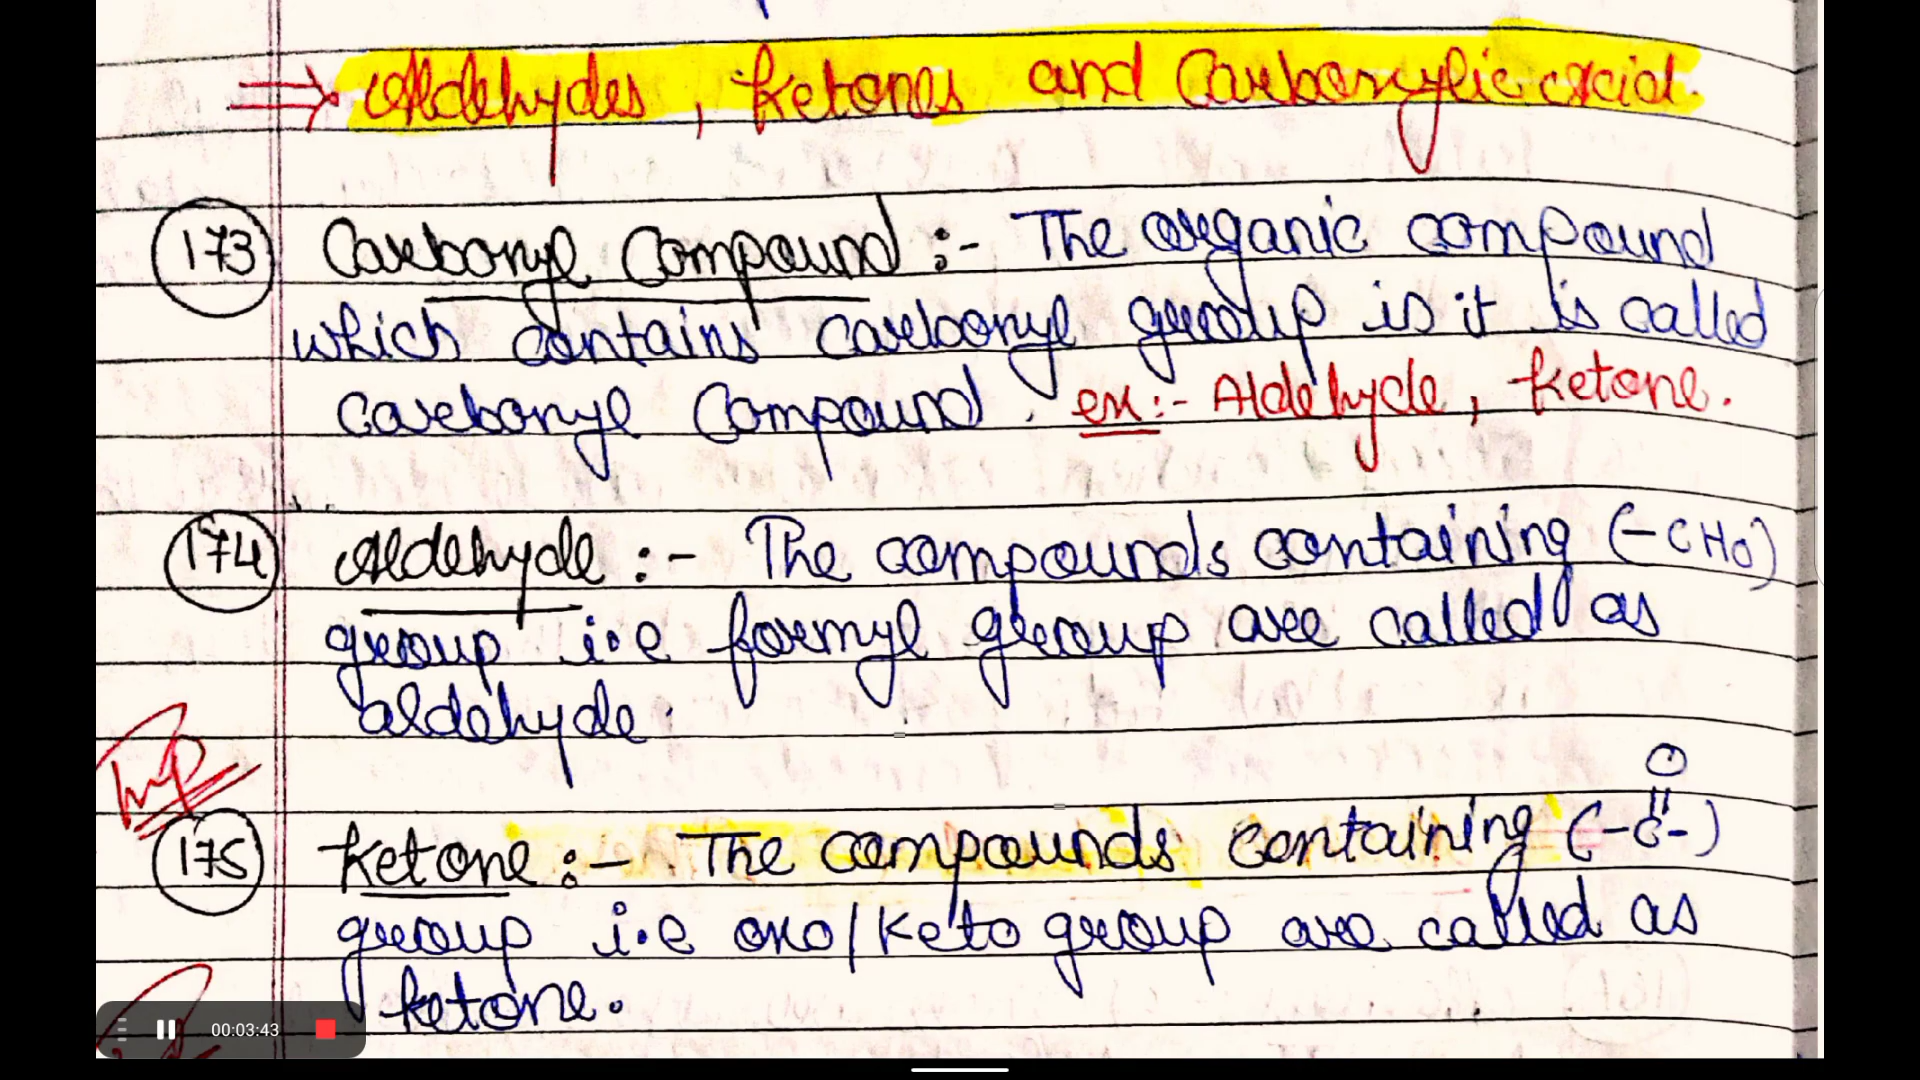 ⇒ Aldehydes, Ketones and Carboxylic acid.
173 Carbonyl Compound :- The organic compound
which contains carbonyl group is it is called
carbonyl Compound. ex:- Aldehyde, Ketone.
174 Aldehyde :- The compounds containing (-CHO)
group i.e formyl group are called as
aldehyde.
Imp
O
||
175 Ketone :- The compounds containing (-C-)
group i.e oxo/Keto group are called as
ketone.
00:03:43